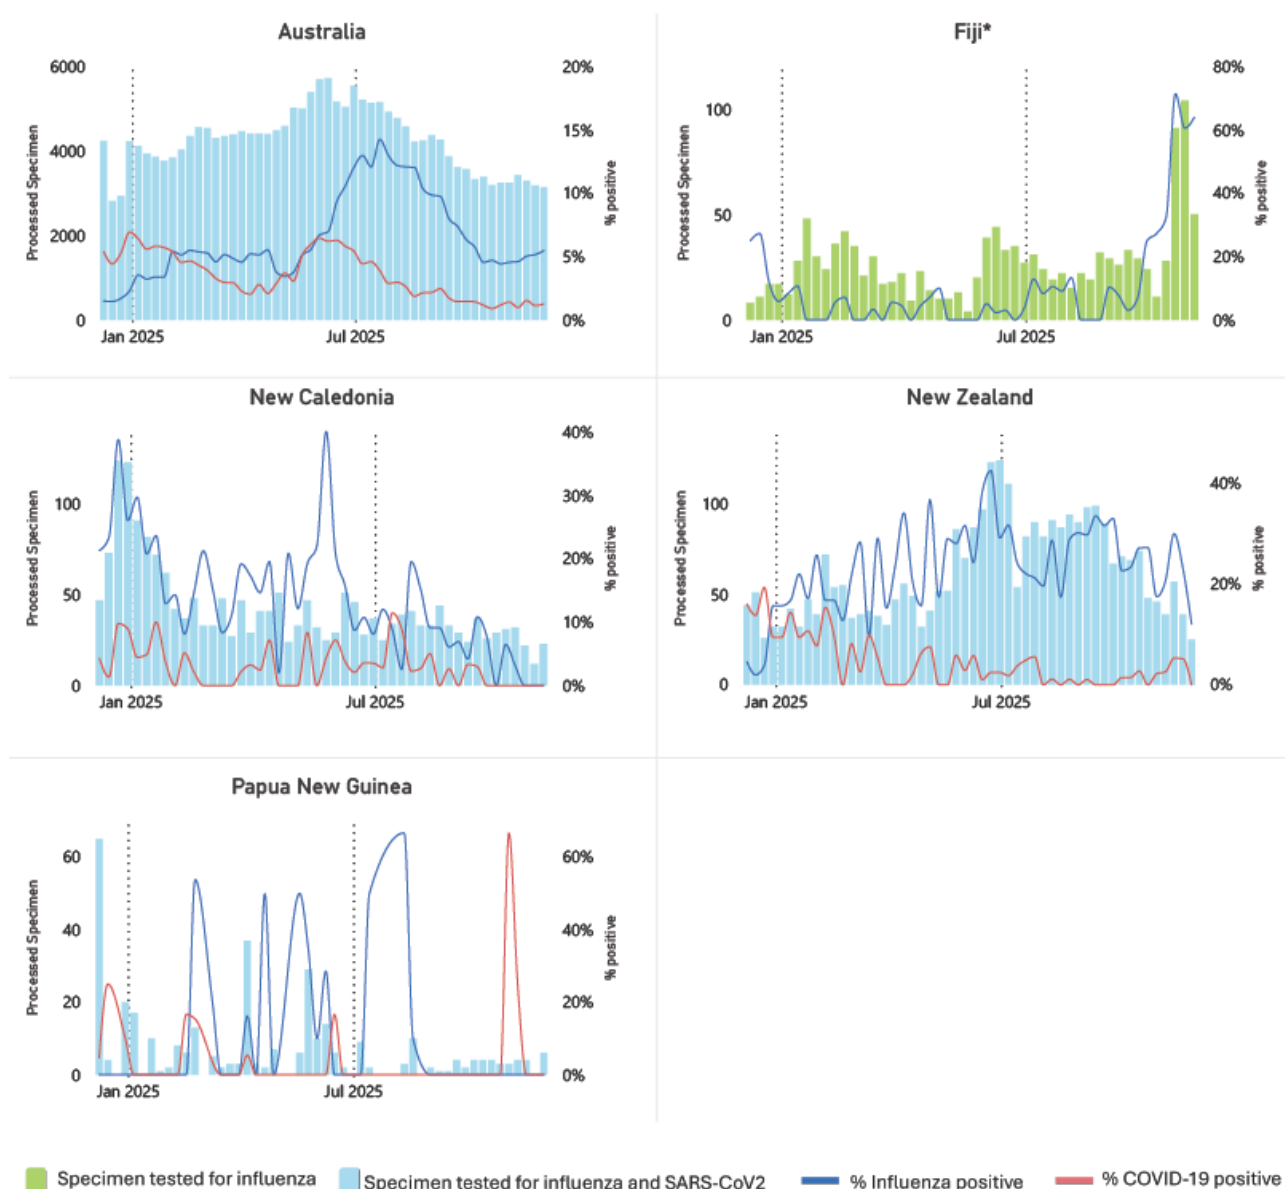 Australia
6000
4000
2000
0
Processed Specimen
20%
15%
10%
5%
0%
% positive
Jan 2025
Jul 2025
Fiji*
100
50
0
Processed Specimen
80%
60%
40%
20%
0%
% positive
Jan 2025
Jul 2025
New Caledonia
100
50
0
Processed Specimen
40%
30%
20%
10%
0%
% positive
Jan 2025
Jul 2025
New Zealand
100
50
0
Processed Specimen
40%
20%
0%
% positive
Jan 2025
Jul 2025
Papua New Guinea
60
40
20
0
Processed Specimen
60%
40%
20%
0%
% positive
Jan 2025
Jul 2025
Specimen tested for influenza
Specimen tested for influenza and SARS-CoV2
% Influenza positive
% COVID-19 positive